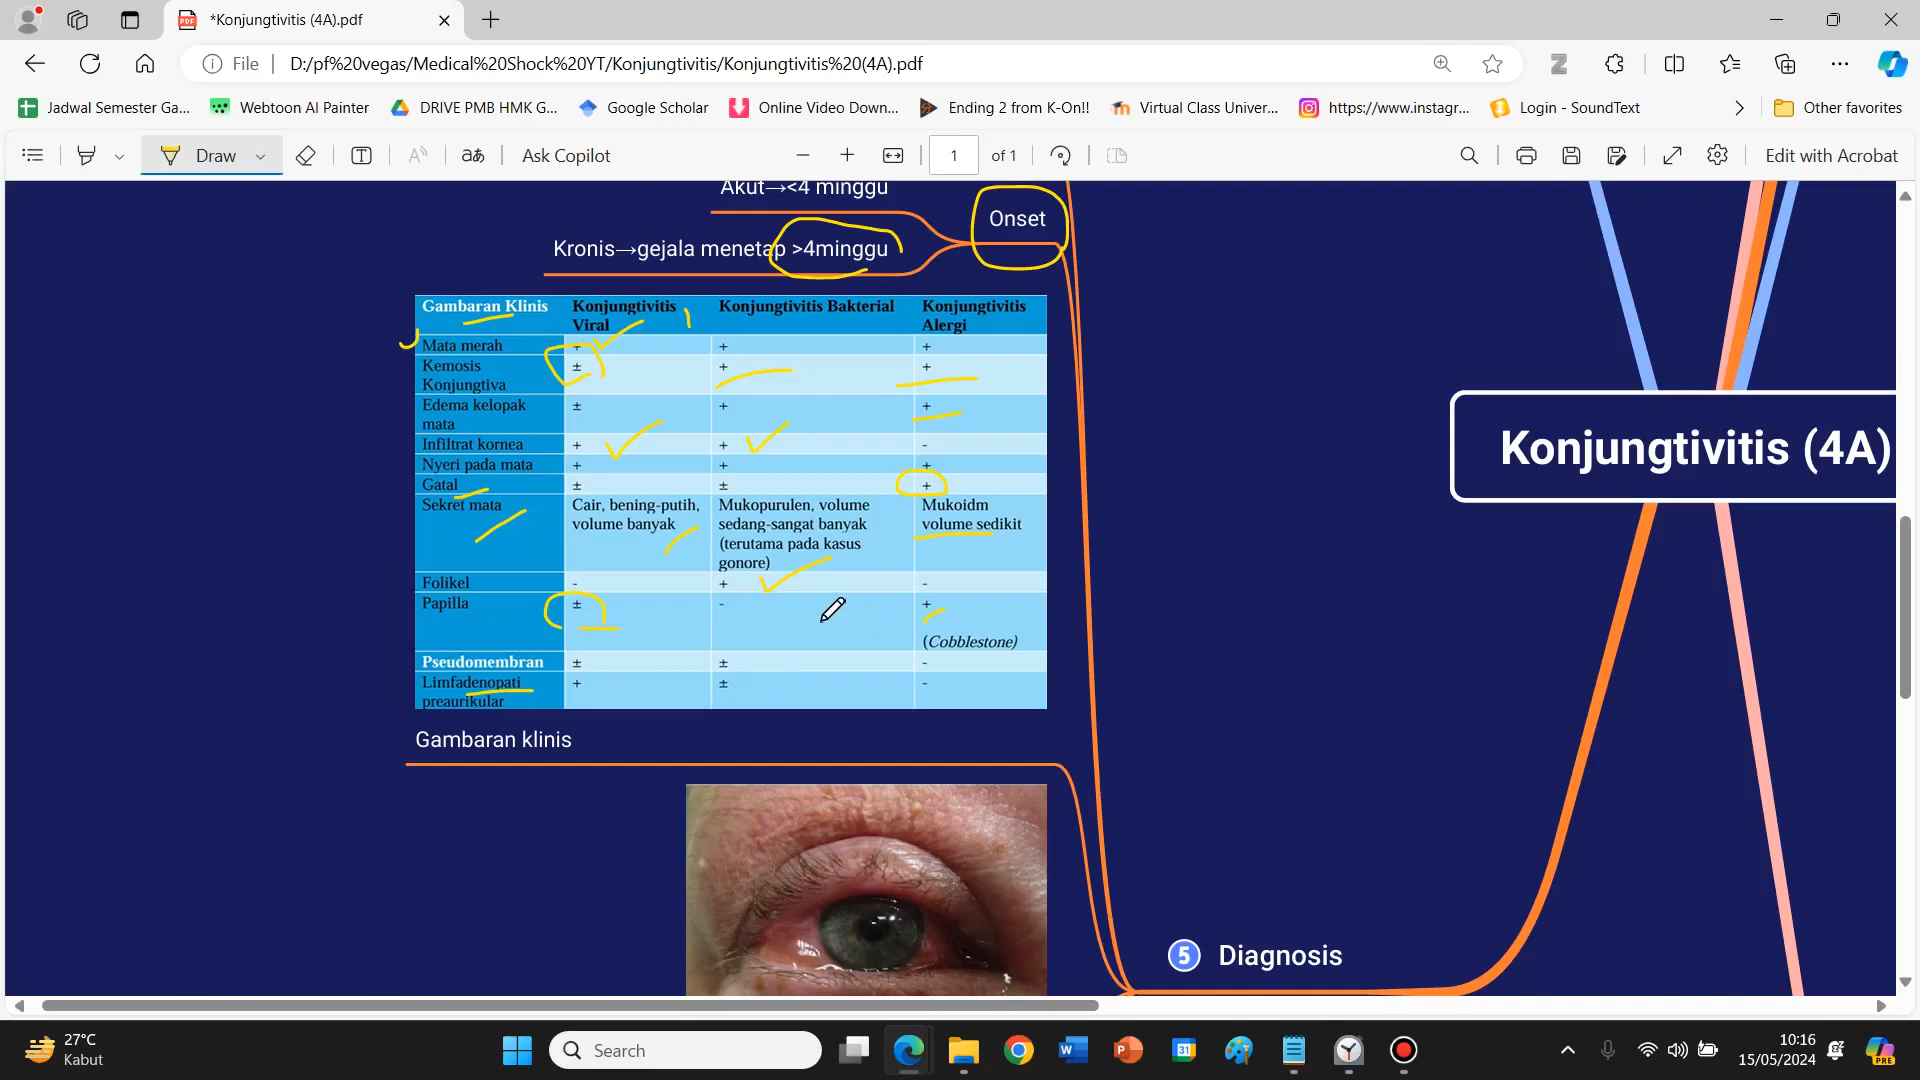 *Konjungtivitis (4A).pdf
File
D:/pf%20vegas/Medical%20Shock%20YT/Konjungtivitis/Konjungtivitis%20(4A).pdf
Jadwal Semester Ga...
Webtoon AI Painter
DRIVE PMB HMK G...
Google Scholar
Online Video Down...
Ending 2 from K-On!!
Virtual Class Univer...
https://www.instagr...
Login - SoundText
Other favorites
Draw
Ask Copilot
1 of 1
Edit with Acrobat
Akut→<4 minggu
Onset
Kronis→gejala menetap >4minggu
Gambaran Klinis Konjungtivitis Viral Konjungtivitis Bakterial Konjungtivitis Alergi
Mata merah + + +
Kemosis Konjungtiva ± + +
Edema kelopak mata ± + +
Infiltrat kornea + + -
Nyeri pada mata + + +
Gatal ± ± +
Sekret mata Cair, bening-putih, volume banyak Mukopurulen, volume sedang-sangat banyak (terutama pada kasus gonore) Mukoidm volume sedikit
Folikel - + -
Papilla ± - + (Cobblestone)
Pseudomembran ± ± -
Limfadenopati preaurikular + ± -
Gambaran klinis
Konjungtivitis (4A)
5 Diagnosis
27°C
Kabut
Search
10:16
15/05/2024